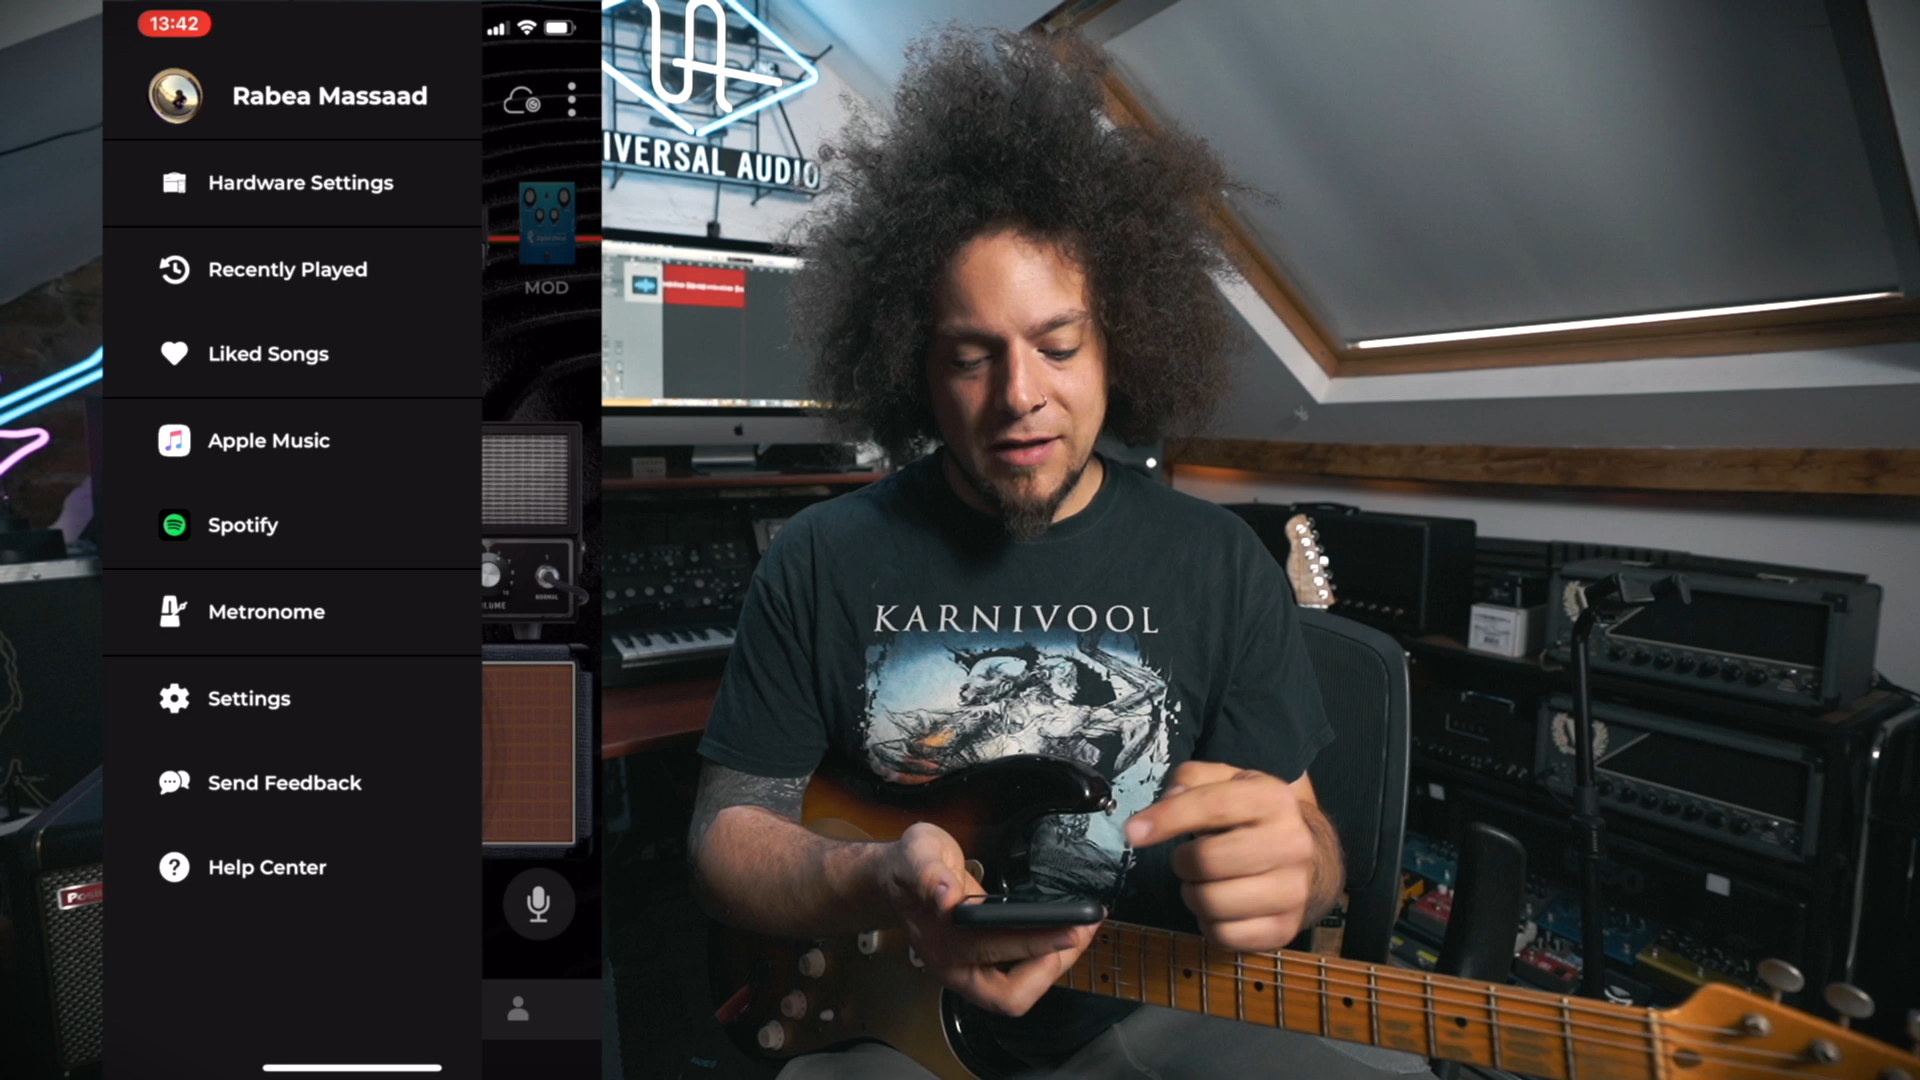 13:42
Rabea Massaad
Hardware Settings
Recently Played
Liked Songs
Apple Music
Spotify
Metronome
Settings
Send Feedback
Help Center
MOD
NORMAL
IVERSAL AUDIO
KARNIVOOL